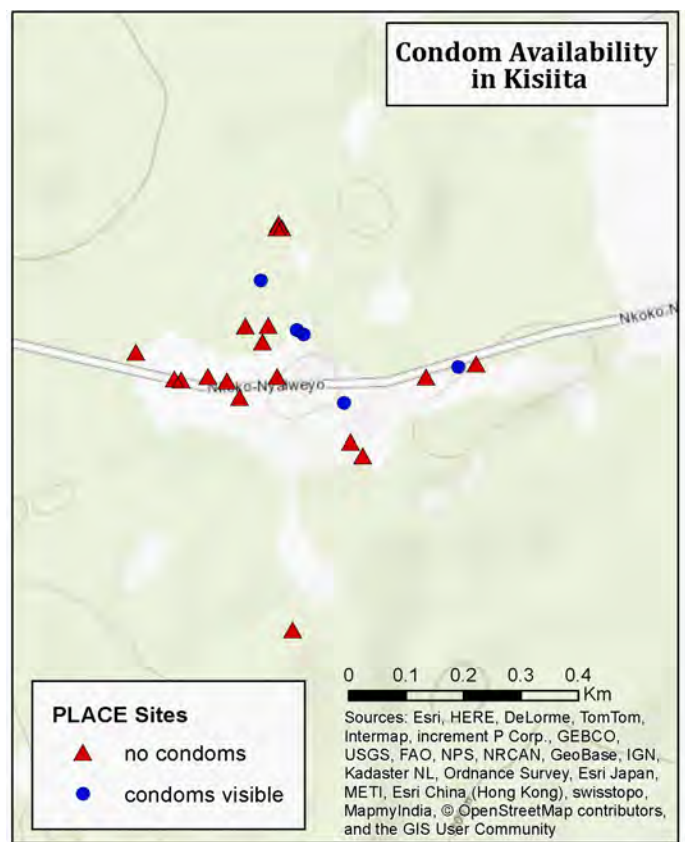 Condom Availability
in Kisiita
Nkoko-N
Nkoko-Nyalweyo
0 0.1 0.2 0.3 0.4
Km
PLACE Sites
no condoms
condoms visible
Sources: Esri, HERE, DeLorme, TomTom,
Intermap, increment P Corp., GEBCO,
USGS, FAO, NPS, NRCAN, GeoBase, IGN,
Kadaster NL, Ordnance Survey, Esri Japan,
METI, Esri China (Hong Kong), swisstopo,
MapmyIndia, © OpenStreetMap contributors,
and the GIS User Community